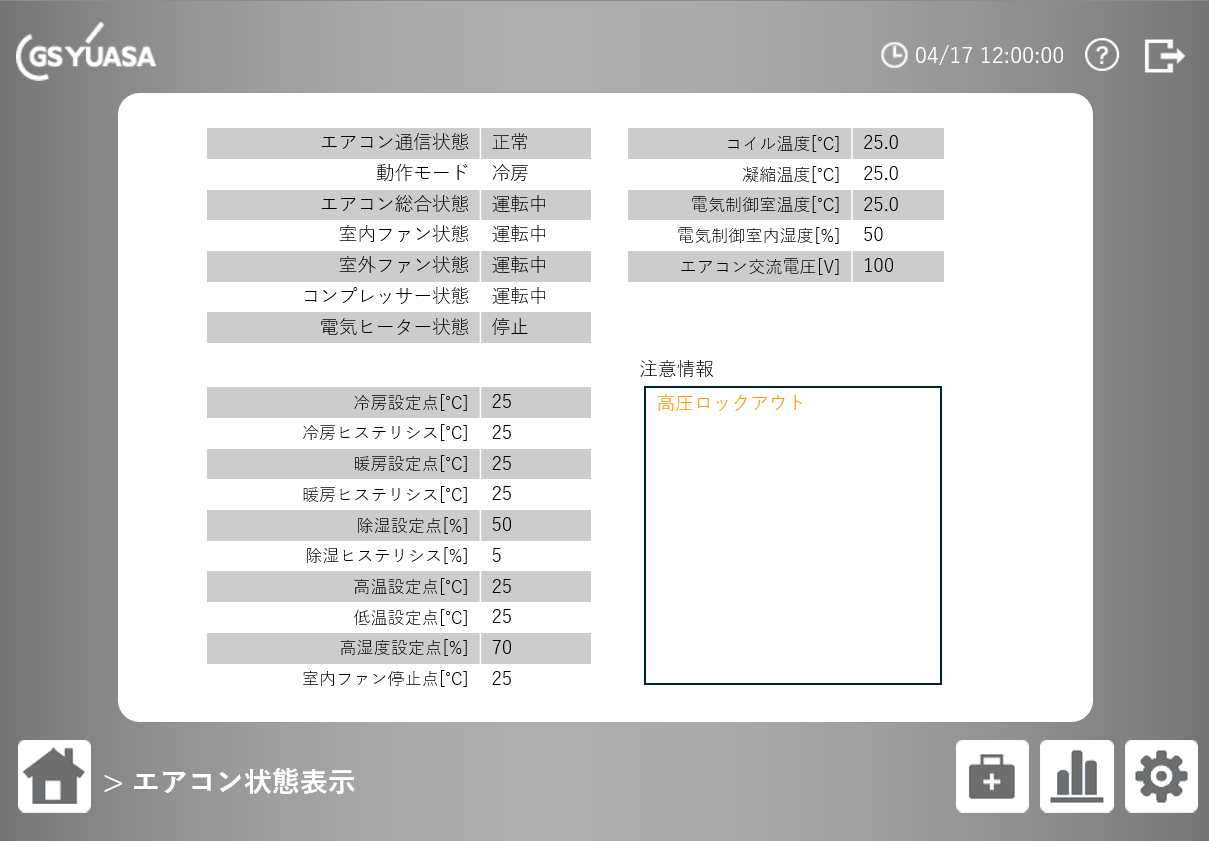 GS YUASA
04/17 12:00:00
エアコン通信状態 正常
動作モード 冷房
エアコン総合状態 運転中
室内ファン状態 運転中
室外ファン状態 運転中
コンプレッサー状態 運転中
電気ヒーター状態 停止
コイル温度[°C] 25.0
凝縮温度[°C] 25.0
電気制御室温度[°C] 25.0
電気制御室内湿度[%] 50
エアコン交流電圧[V] 100
冷房設定点[°C] 25
冷房ヒステリシス[°C] 25
暖房設定点[°C] 25
暖房ヒステリシス[°C] 25
除湿設定点[%] 50
除湿ヒステリシス[%] 5
高温設定点[°C] 25
低温設定点[°C] 25
高湿度設定点[%] 70
室内ファン停止点[°C] 25
注意情報
高圧ロックアウト
> エアコン状態表示